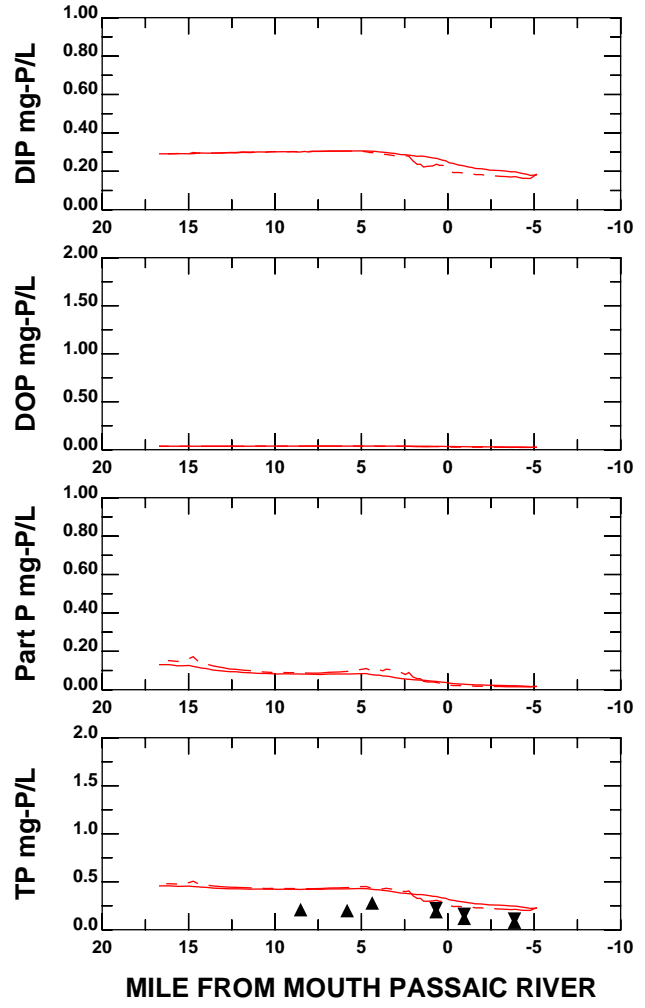 DIP mg-P/L
1.00
0.80
0.60
0.40
0.20
0.00
20 15 10 5 0 -5 -10
DOP mg-P/L
2.00
1.50
1.00
0.50
0.00
20 15 10 5 0 -5 -10
Part P mg-P/L
1.00
0.80
0.60
0.40
0.20
0.00
20 15 10 5 0 -5 -10
TP mg-P/L
2.0
1.5
1.0
0.5
0.0
20 15 10 5 0 -5 -10
MILE FROM MOUTH PASSAIC RIVER